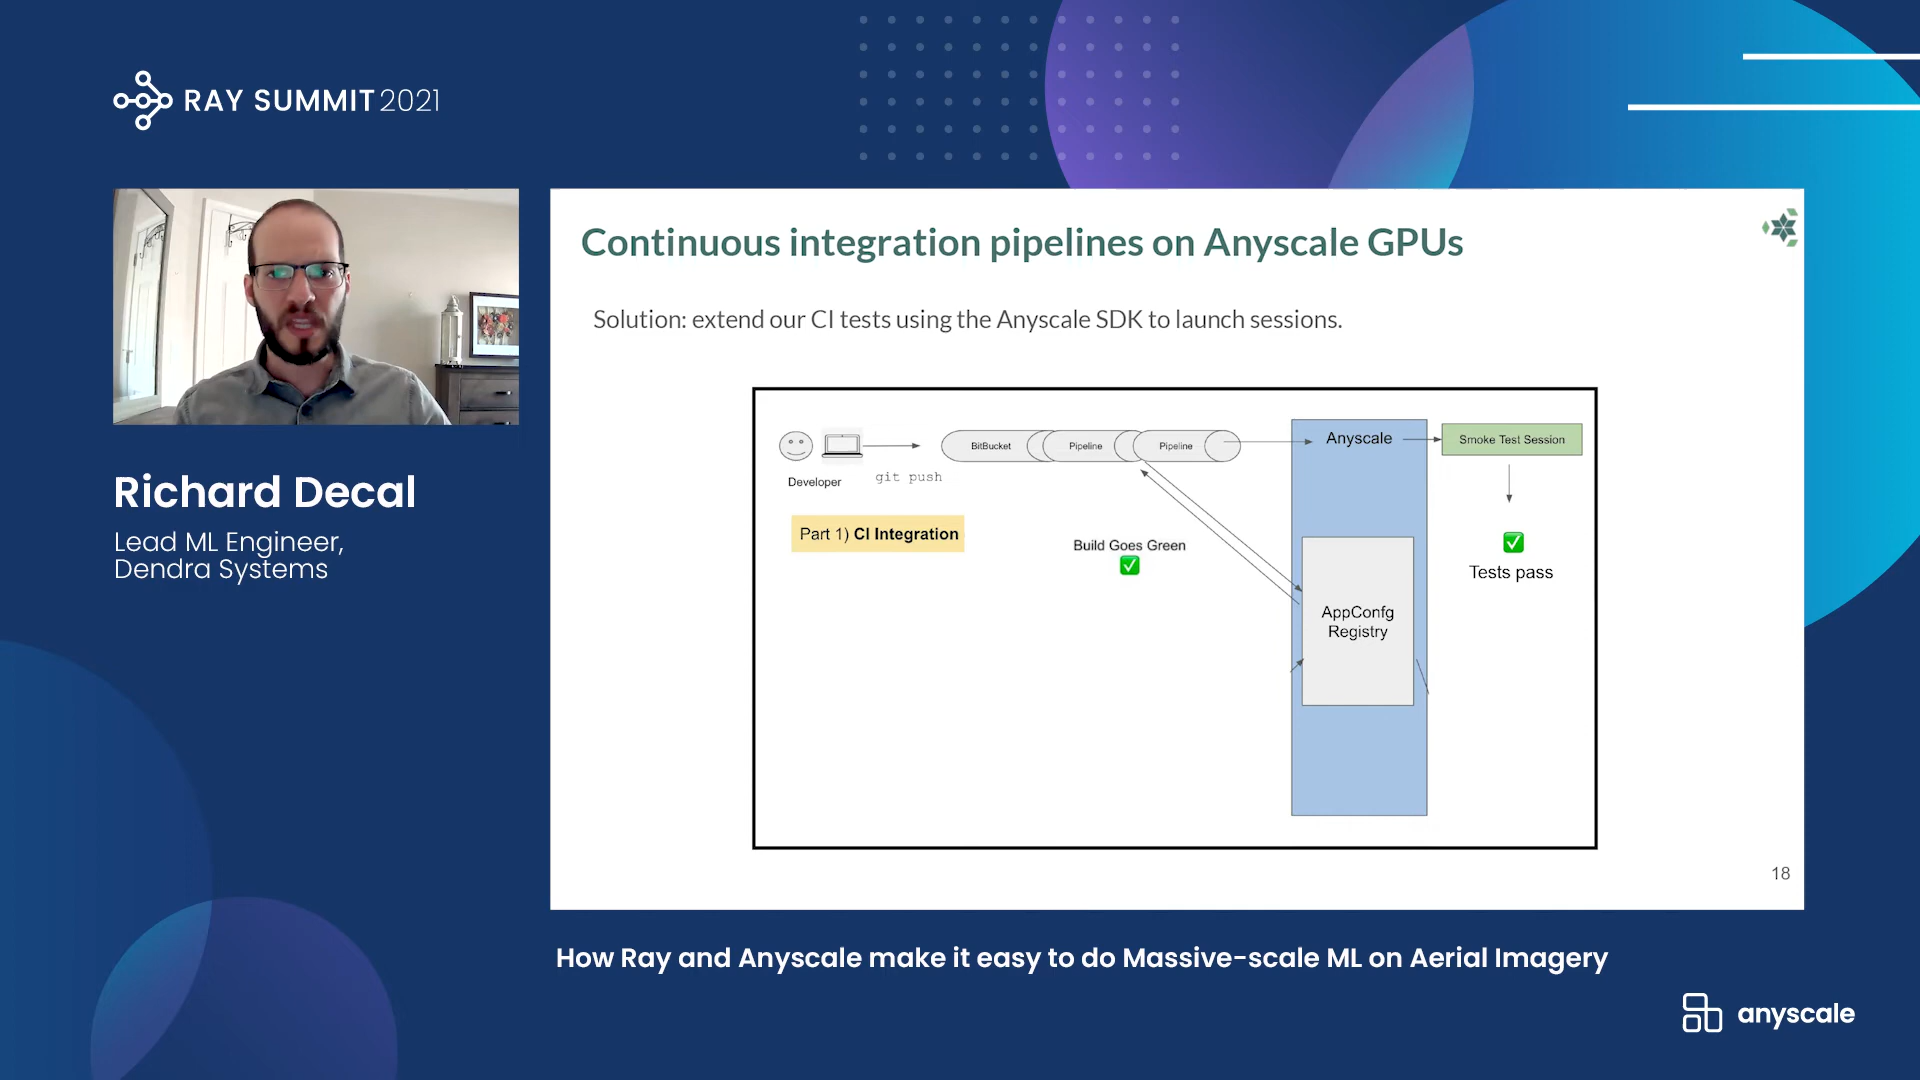 RAY SUMMIT 2021
Richard Decal
Lead ML Engineer,
Dendra Systems
Continuous integration pipelines on Anyscale GPUs
Solution: extend our CI tests using the Anyscale SDK to launch sessions.
Developer
git push
BitBucket
Pipeline
Pipeline
Anyscale
Smoke Test Session
Part 1) CI Integration
Build Goes Green
Tests pass
AppConfg
Registry
18
How Ray and Anyscale make it easy to do Massive-scale ML on Aerial Imagery
anyscale